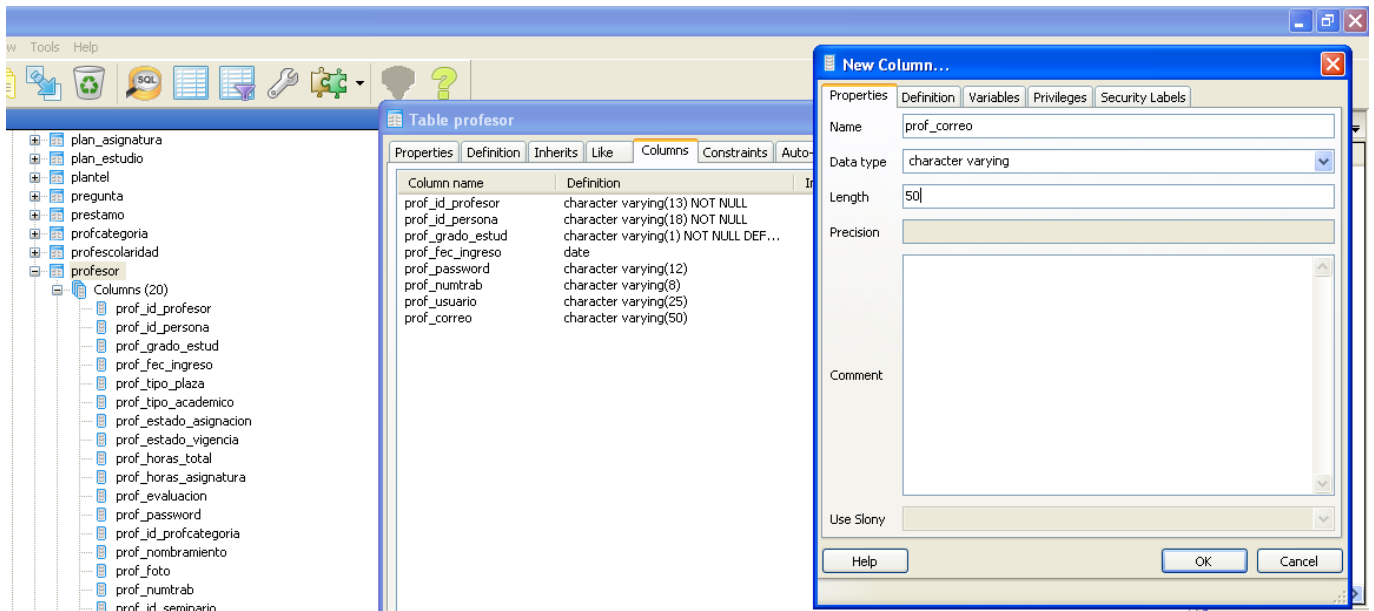 w Tools Help
SQL
plan_asignatura
plan_estudio
plantel
pregunta
prestamo
profcategoria
profescolaridad
profesor
Columns (20)
prof_id_profesor
prof_id_persona
prof_grado_estud
prof_fec_ingreso
prof_tipo_plaza
prof_tipo_academico
prof_estado_asignacion
prof_estado_vigencia
prof_horas_total
prof_horas_asignatura
prof_evaluacion
prof_password
prof_id_profcategoria
prof_nombramiento
prof_foto
prof_numtrab
prof_id_seminario
Table profesor
Properties Definition Inherits Like Columns Constraints Auto-
Column name Definition In
prof_id_profesor character varying(13) NOT NULL
prof_id_persona character varying(18) NOT NULL
prof_grado_estud character varying(1) NOT NULL DEF...
prof_fec_ingreso date
prof_password character varying(12)
prof_numtrab character varying(8)
prof_usuario character varying(25)
prof_correo character varying(50)
New Column...
Properties Definition Variables Privileges Security Labels
Name prof_correo
Data type character varying
Length 50
Precision
Comment
Use Slony
Help OK Cancel